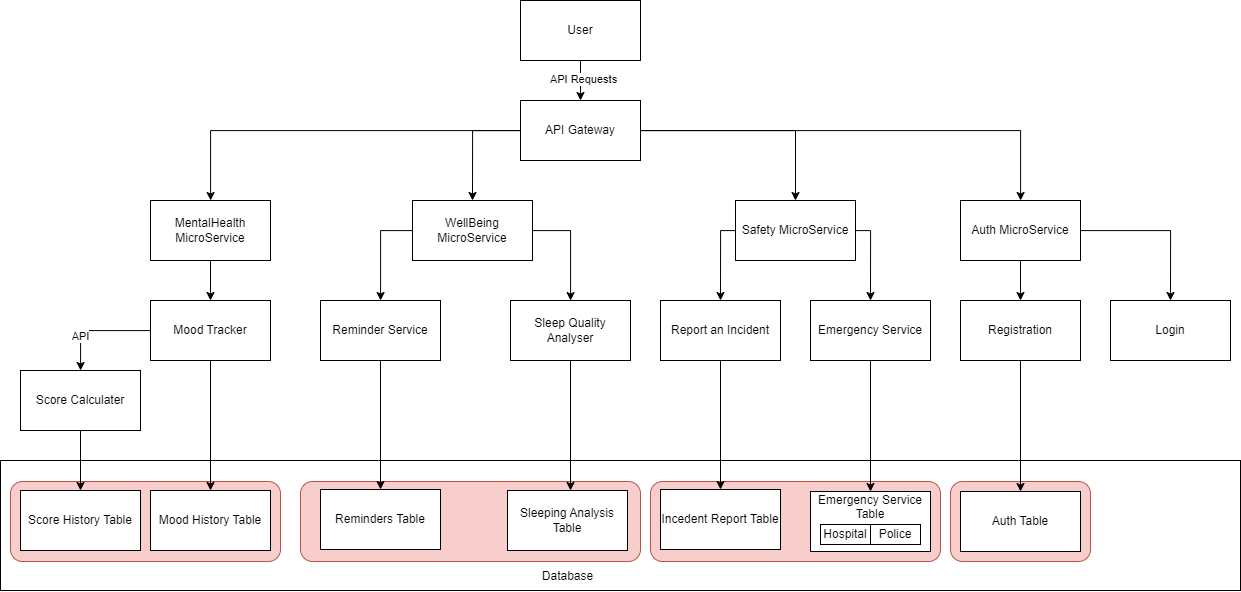 User
API Requests
API Gateway
MentalHealth
MicroService
WellBeing
MicroService
Safety MicroService
Auth MicroService
Mood Tracker
Reminder Service
Sleep Quality
Analyser
Report an Incident
Emergency Service
Registration
Login
API
Score Calculater
Score History Table
Mood History Table
Reminders Table
Sleeping Analysis
Table
Incedent Report Table
Emergency Service
Table
Hospital
Police
Auth Table
Database